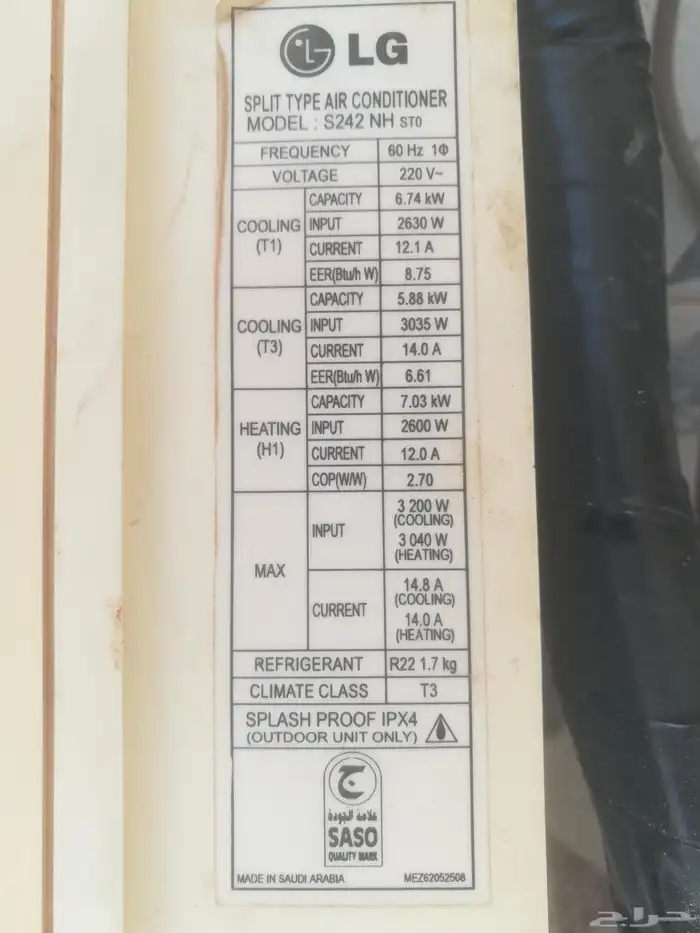 LG
SPLIT TYPE AIR CONDITIONER
MODEL : S242 NH ST0
FREQUENCY 60 Hz 1Φ
VOLTAGE 220 V~
COOLING (T1)
CAPACITY 6.74 kW
INPUT 2630 W
CURRENT 12.1 A
EER(Btu/h W) 8.75
COOLING (T3)
CAPACITY 5.88 kW
INPUT 3035 W
CURRENT 14.0 A
EER(Btu/h W) 6.61
HEATING (H1)
CAPACITY 7.03 kW
INPUT 2600 W
CURRENT 12.0 A
COP(W/W) 2.70
MAX
INPUT
3 200 W
(COOLING)
3 040 W
(HEATING)
CURRENT
14.8 A
(COOLING)
14.0 A
(HEATING)
REFRIGERANT R22 1.7 kg
CLIMATE CLASS T3
SPLASH PROOF IPX4
(OUTDOOR UNIT ONLY)
علامة الجودة
SASO
QUALITY MARK
MADE IN SAUDI ARABIA MEZ62052508
حراج